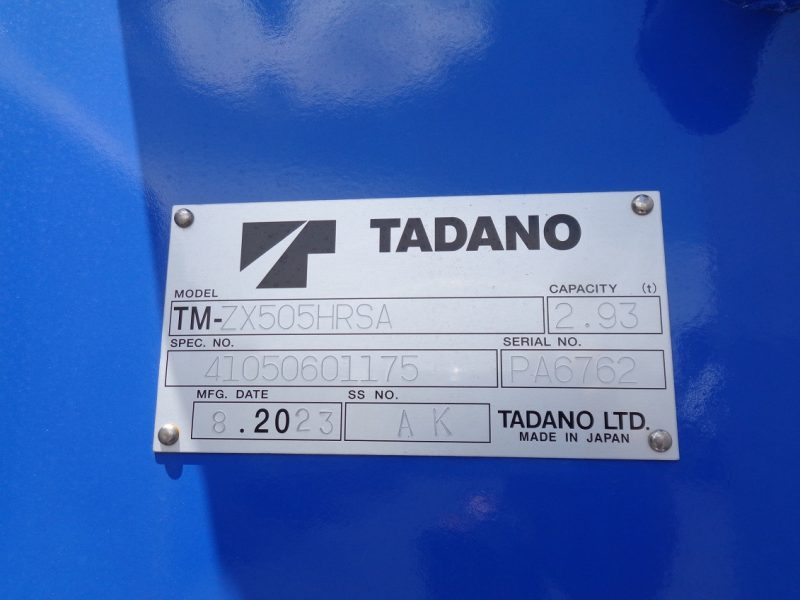 TADANO
MODEL CAPACITY (t)
TM-ZX505HRSA 2.93
SPEC. NO. SERIAL NO.
41050601175 PA6762
MFG. DATE SS NO.
8.2023 AK TADANO LTD.
MADE IN JAPAN